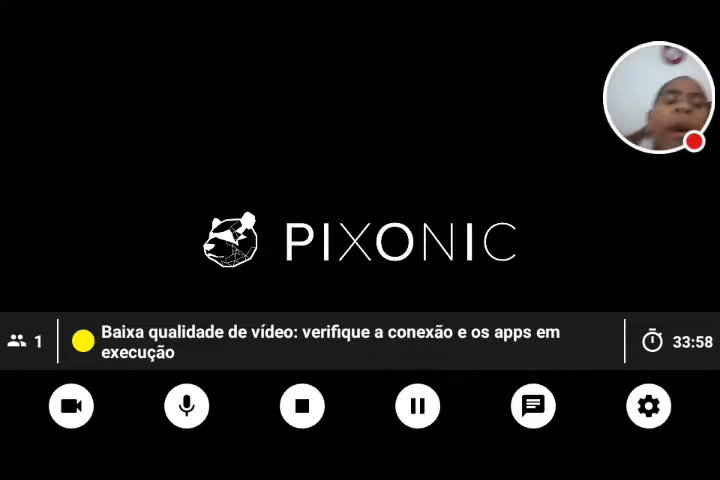 PIXONIC
1
Baixa qualidade de vídeo: verifique a conexão e os apps em
execução
33:58